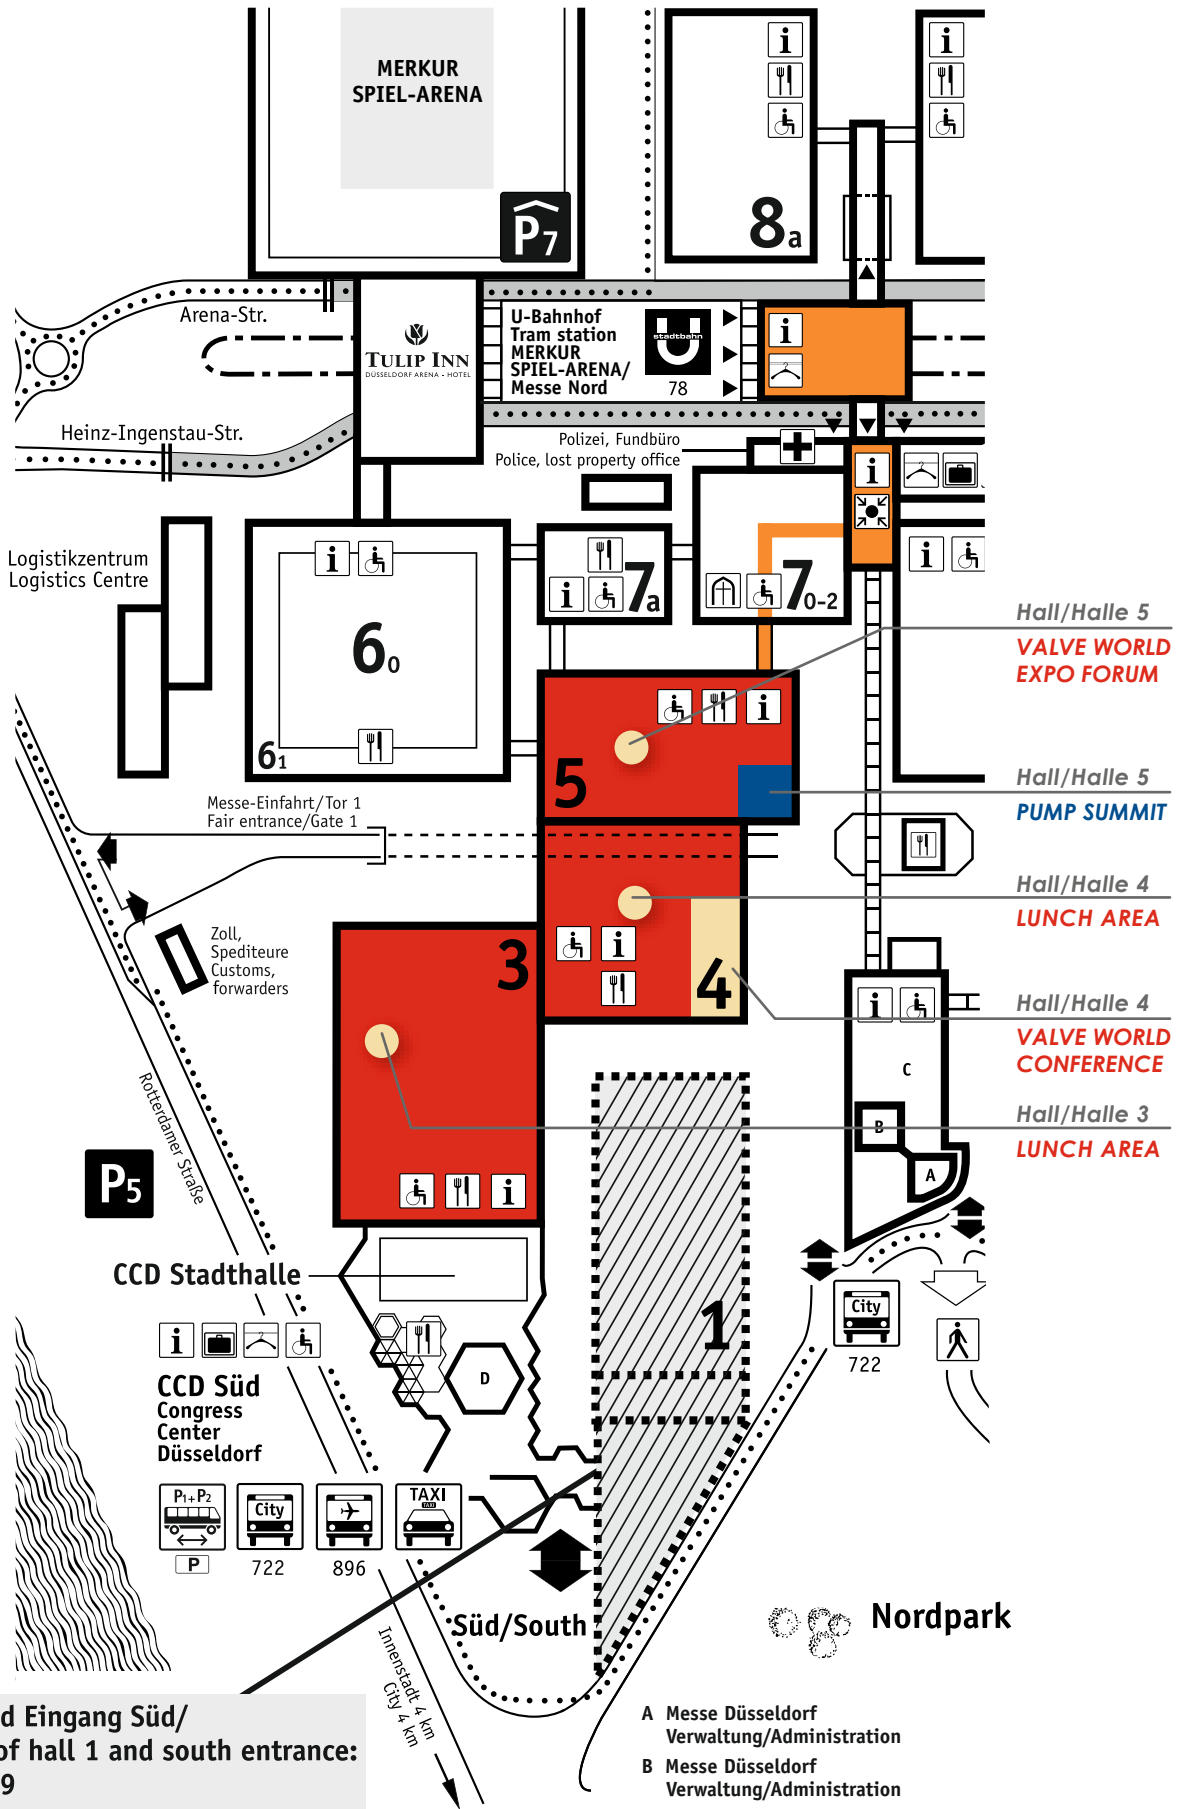 MERKUR
SPIEL-ARENA
P7
8a
Arena-Str.
TULIP INN
DÜSSELDORF ARENA • HOTEL
U-Bahnhof
Tram station
MERKUR
SPIEL-ARENA/
Messe Nord
stadtbahn
U
78
i
i
i
Heinz-Ingenstau-Str.
Polizei, Fundbüro
Police, lost property office
i
Logistikzentrum
Logistics Centre
i
60
61
i
7a
70-2
i
Hall/Halle 5
VALVE WORLD
EXPO FORUM
i
5
Hall/Halle 5
PUMP SUMMIT
Messe-Einfahrt/Tor 1
Fair entrance/Gate 1
Hall/Halle 4
LUNCH AREA
Zoll,
Spediteure
Customs,
forwarders
3
i
4
Hall/Halle 4
VALVE WORLD
CONFERENCE
i
C
B
A
Hall/Halle 3
LUNCH AREA
Rotterdamer Straße
P5
i
CCD Stadthalle
1
City
722
i
D
CCD Süd
Congress
Center
Düsseldorf
P1+P2
P
City
722
896
TAXI
TAXI
Süd/South
Nordpark
Innenstadt 4 km
City 4 km
d Eingang Süd/
of hall 1 and south entrance:
9
A Messe Düsseldorf
Verwaltung/Administration
B Messe Düsseldorf
Verwaltung/Administration